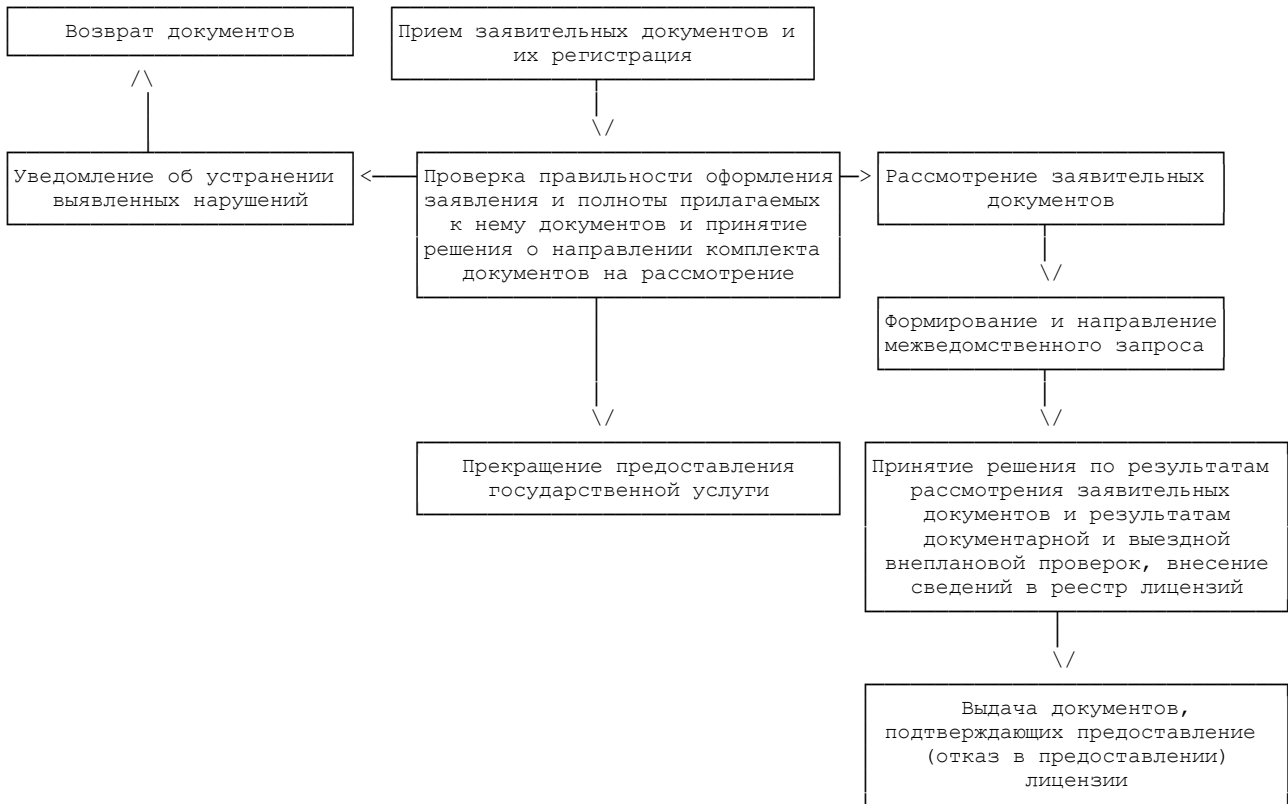 Возврат документов
Прием заявительных документов и
их регистрация
Уведомление об устранении
выявленных нарушений
Проверка правильности оформления
заявления и полноты прилагаемых
к нему документов и принятие
решения о направлении комплекта
документов на рассмотрение
Рассмотрение заявительных
документов
Формирование и направление
межведомственного запроса
Прекращение предоставления
государственной услуги
Принятие решения по результатам
рассмотрения заявительных
документов и результатам
документарной и выездной
внеплановой проверок, внесение
сведений в реестр лицензий
Выдача документов,
подтверждающих предоставление
(отказ в предоставлении)
лицензии